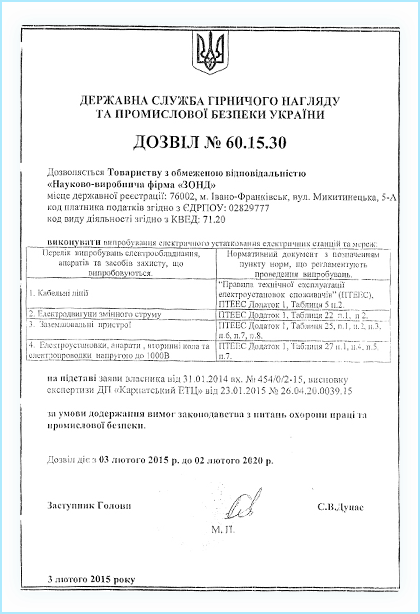 ДЕРЖАВНА СЛУЖБА ГІРНИЧОГО НАГЛЯДУ
ТА ПРОМИСЛОВОЇ БЕЗПЕКИ УКРАЇНИ
ДОЗВІЛ № 60.15.30
Дозволяється Товариству з обмеженою відповідальністю
«Науково-виробнича фірма «ЗОНД»
місце державної реєстрації: 76002, м. Івано-Франківськ, вул. Микитинецька, 5-А
код платника податків згідно з ЄДРПОУ: 02829777
код виду діяльності згідно з КВЕД: 71.20
виконувати випробування електричного устатковання електричних станцій та мереж:
Перелік випробувань електрообладнання,
апаратів та засобів захисту, що
випробовуються.
Нормативний документ з позначенням
пункту норм, що регламентують
проведення випробувань.
1. Кабельні лінії
"Правила технічної експлуатації
електроустановок споживачів" (ПТЕЕС).
ПТЕЕС Додаток 1, Таблиця 5 п.2.
2. Електродвигуни змінного струму
ПТЕЕС Додаток 1, Таблиця 22 п.1, п 2.
3. Заземлювальні пристрої
ПТЕЕС Додаток 1, Таблиця 25, п.1, п.2, п.3,
п.6, п.7, п.8.
4. Електроустановки, апарати, вторинні кола та
електропроводки напругою до 1000В
ПТЕЕС Додаток 1, Таблиця 27 п.1, п.4, п.5,
п.7.
на підставі заяви власника від 31.01.2014 вх. № 454/0/2-15, висновку
експертизи ДП «Карпатський ЕТЦ» від 23.01.2015 № 26.04.20.0039.15
за умови додержання вимог законодавства з питань охорони праці та
промислової безпеки.
Дозвіл діє з 03 лютого 2015 р. до 02 лютого 2020 р.
Заступник Голови
С.В.Дунас
М. П.
3 лютого 2015 року